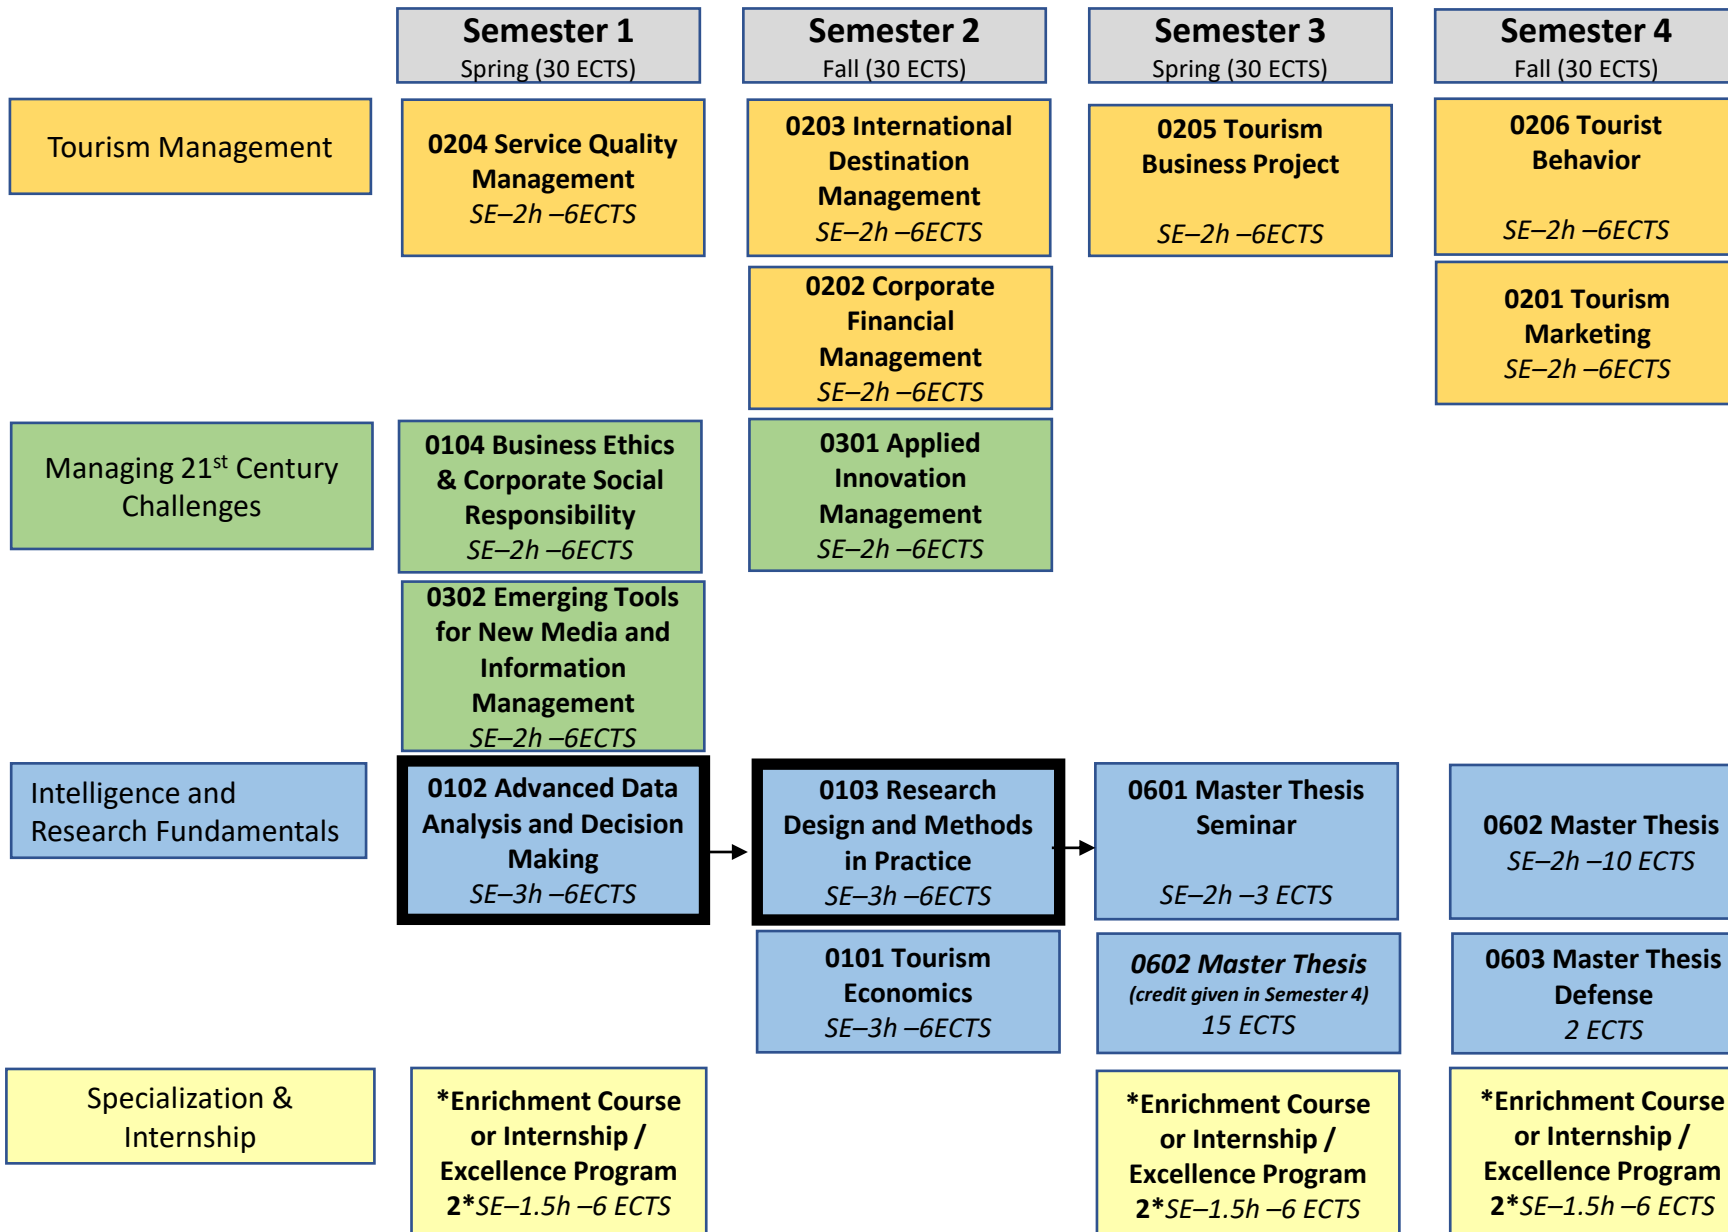 Semester 1
Spring (30 ECTS)
Semester 2
Fall (30 ECTS)
Semester 3
Spring (30 ECTS)
Semester 4
Fall (30 ECTS)
Tourism Management
0204 Service Quality
Management
SE–2h –6ECTS
0203 International
Destination
Management
SE–2h –6ECTS
0205 Tourism
Business Project
SE–2h –6ECTS
0206 Tourist
Behavior
SE–2h –6ECTS
0202 Corporate
Financial
Management
SE–2h –6ECTS
0201 Tourism
Marketing
SE–2h –6ECTS
Managing 21st Century
Challenges
0104 Business Ethics
& Corporate Social
Responsibility
SE–2h –6ECTS
0301 Applied
Innovation
Management
SE–2h –6ECTS
0302 Emerging Tools
for New Media and
Information
Management
SE–2h –6ECTS
Intelligence and
Research Fundamentals
0102 Advanced Data
Analysis and Decision
Making
SE–3h –6ECTS
0103 Research
Design and Methods
in Practice
SE–3h –6ECTS
0601 Master Thesis
Seminar
SE–2h –3 ECTS
0602 Master Thesis
SE–2h –10 ECTS
0101 Tourism
Economics
SE–3h –6ECTS
0602 Master Thesis
(credit given in Semester 4)
15 ECTS
0603 Master Thesis
Defense
2 ECTS
Specialization &
Internship
*Enrichment Course
or Internship /
Excellence Program
2*SE–1.5h –6 ECTS
*Enrichment Course
or Internship /
Excellence Program
2*SE–1.5h –6 ECTS
*Enrichment Course
or Internship /
Excellence Program
2*SE–1.5h –6 ECTS